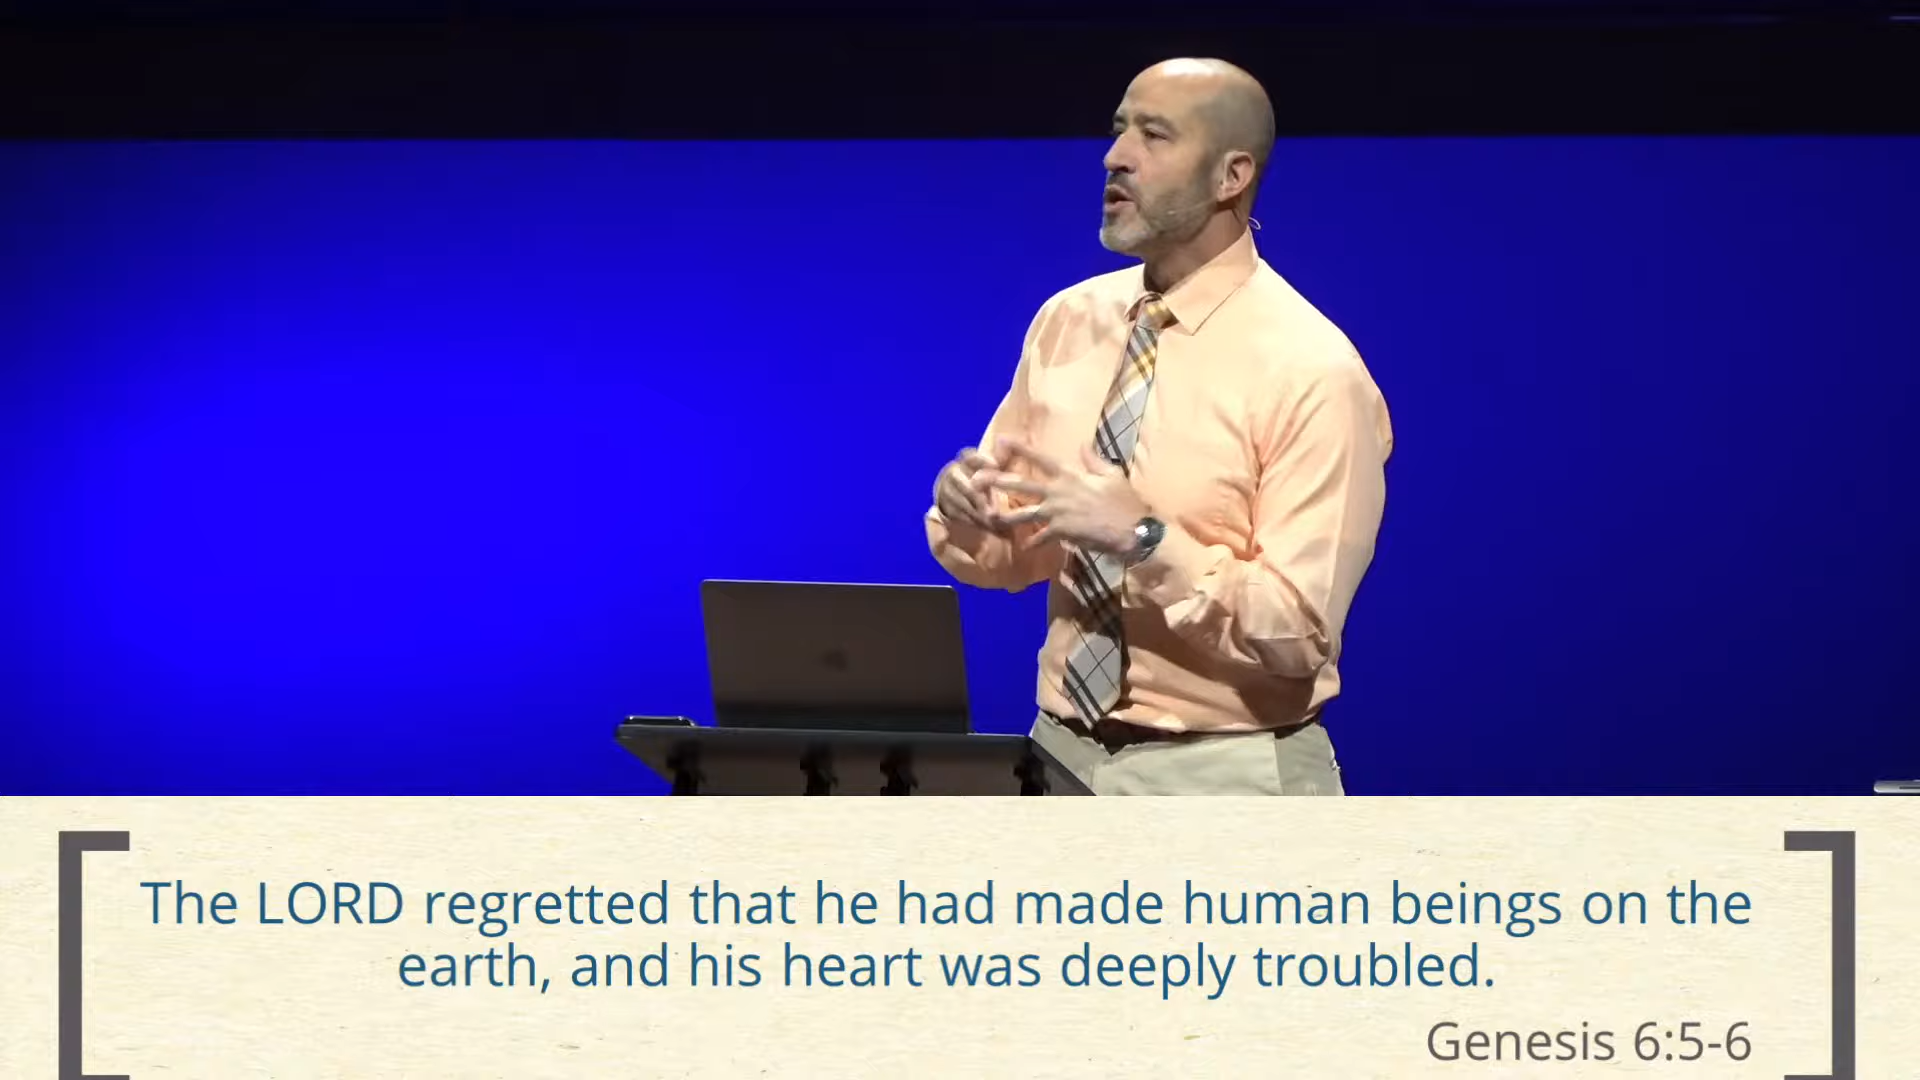 The LORD regretted that he had made human beings on the
earth, and his heart was deeply troubled.
Genesis 6:5-6